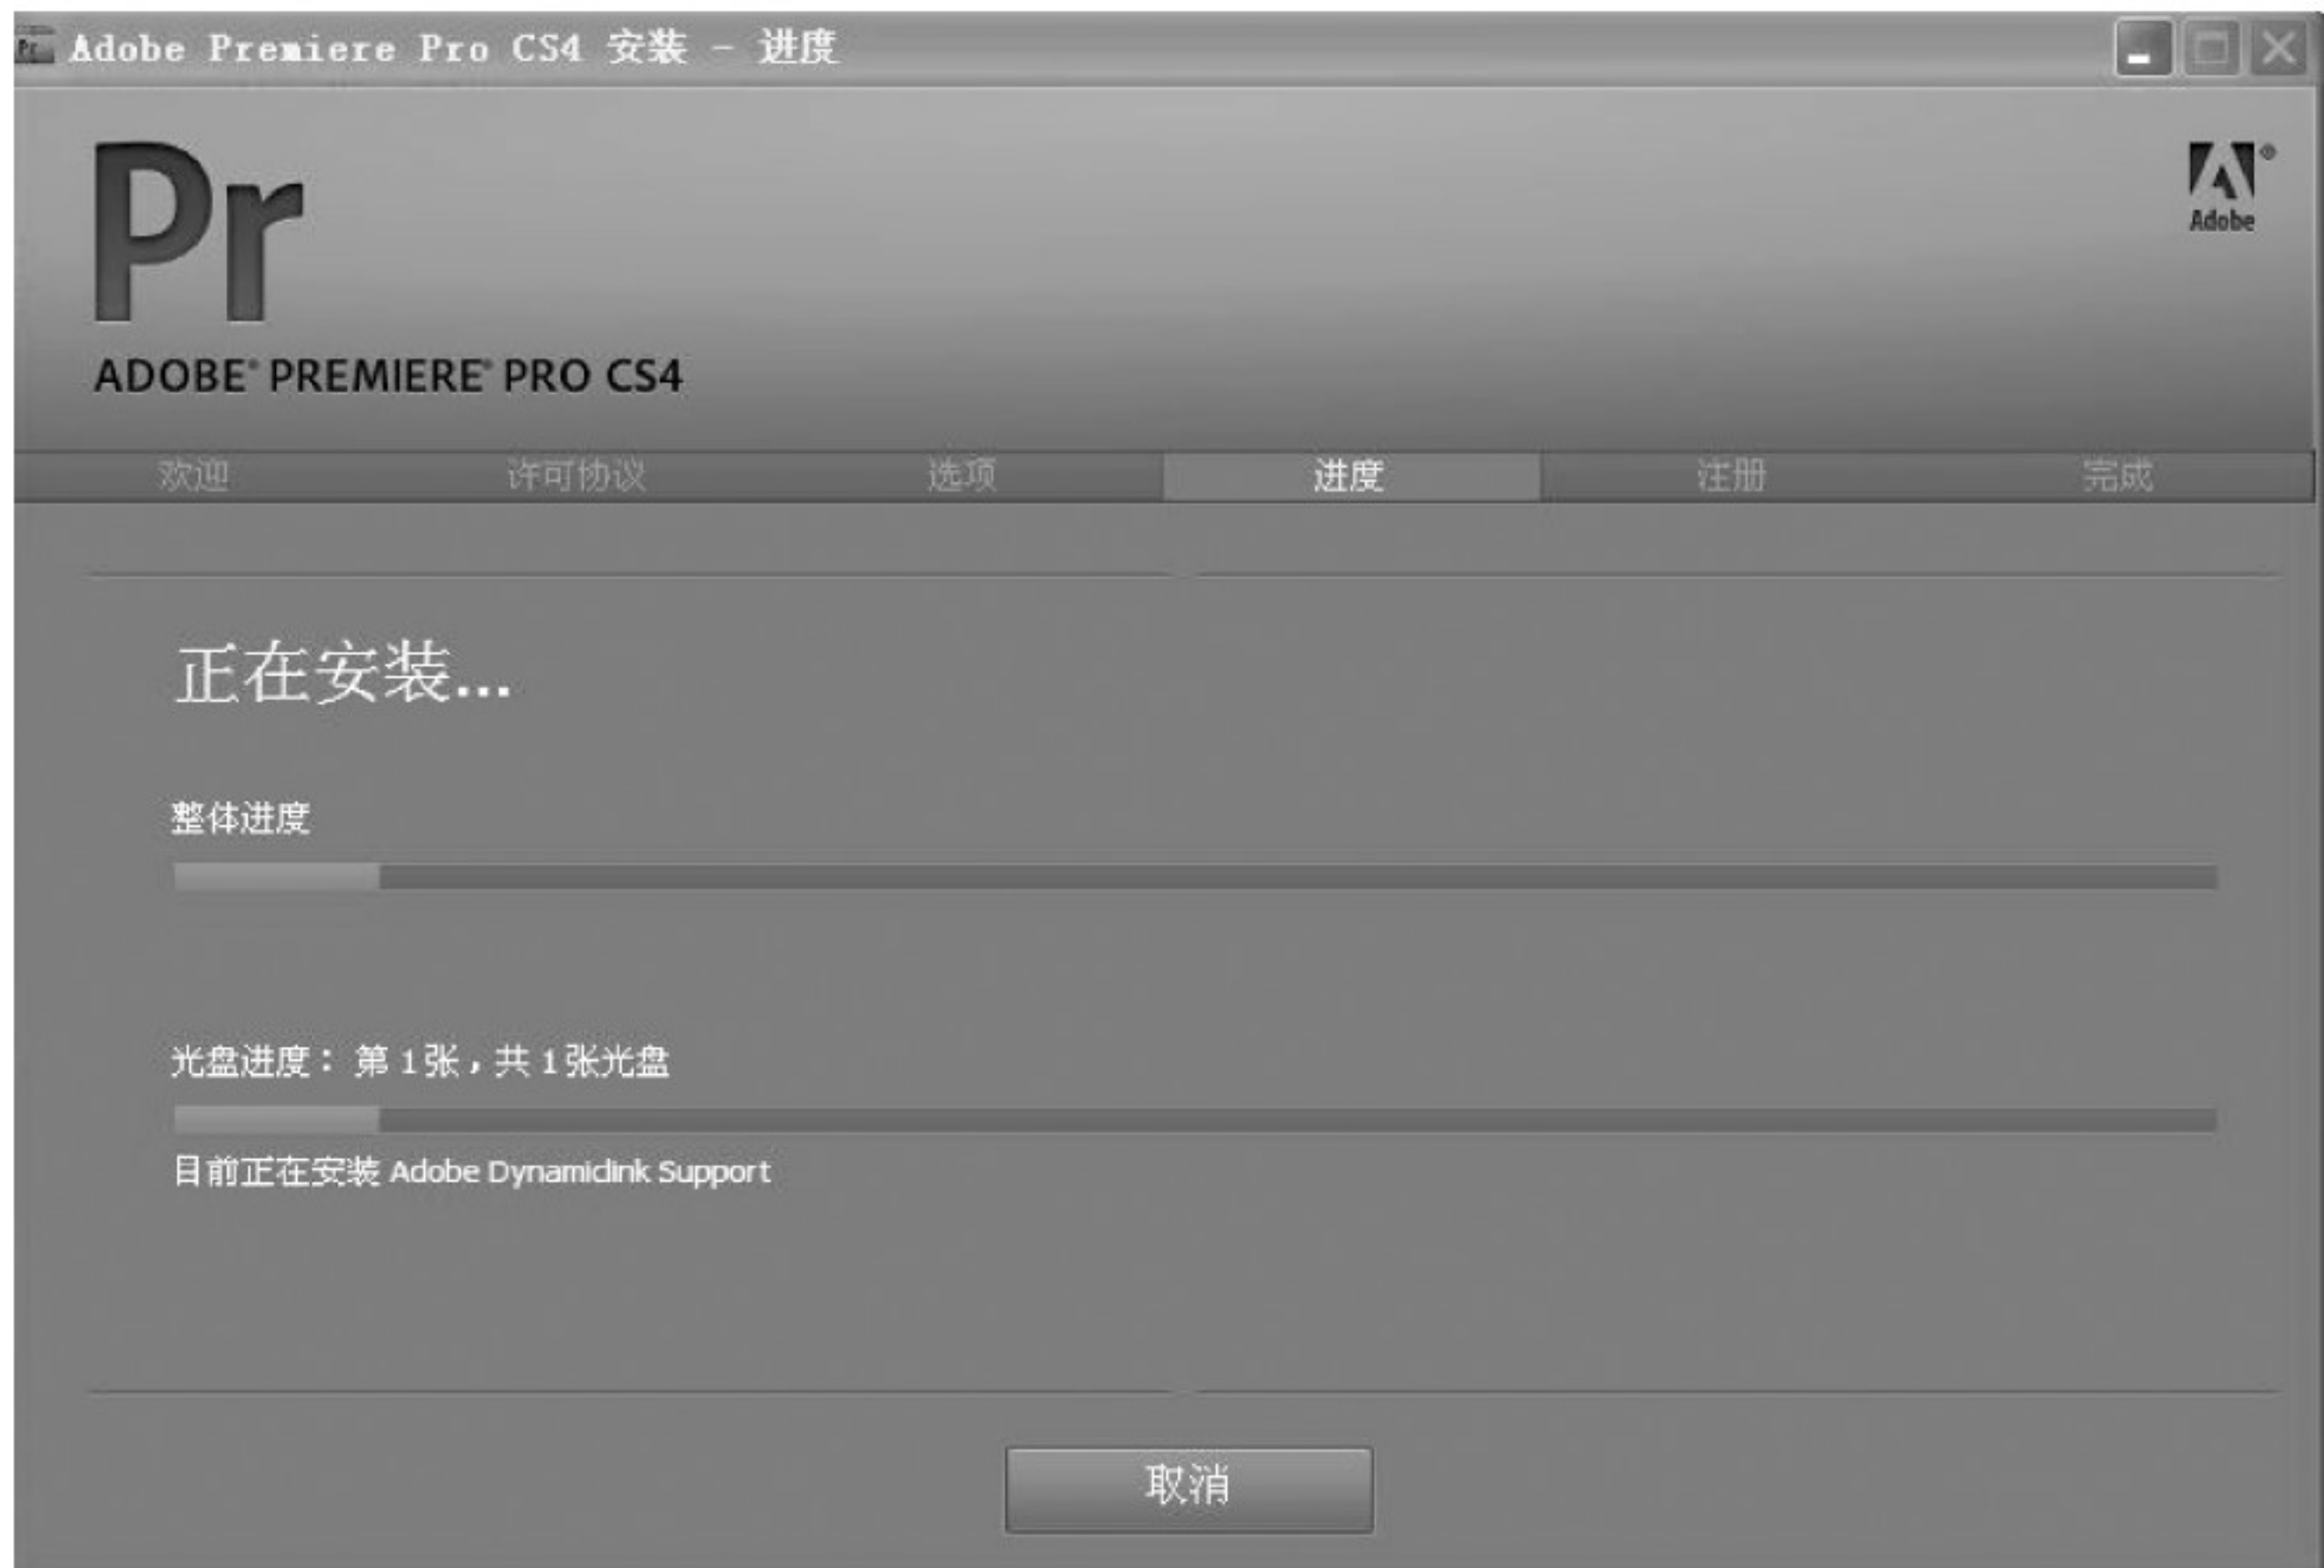 Pr Adobe Premiere Pro CS4 安装 - 进度
Pr
Adobe
ADOBE® PREMIERE® PRO CS4
欢迎 许可协议 选项 进度 注册 完成
正在安装...
整体进度
光盘进度： 第 1张，共 1张光盘
目前正在安装 Adobe Dynamiclink Support
取消